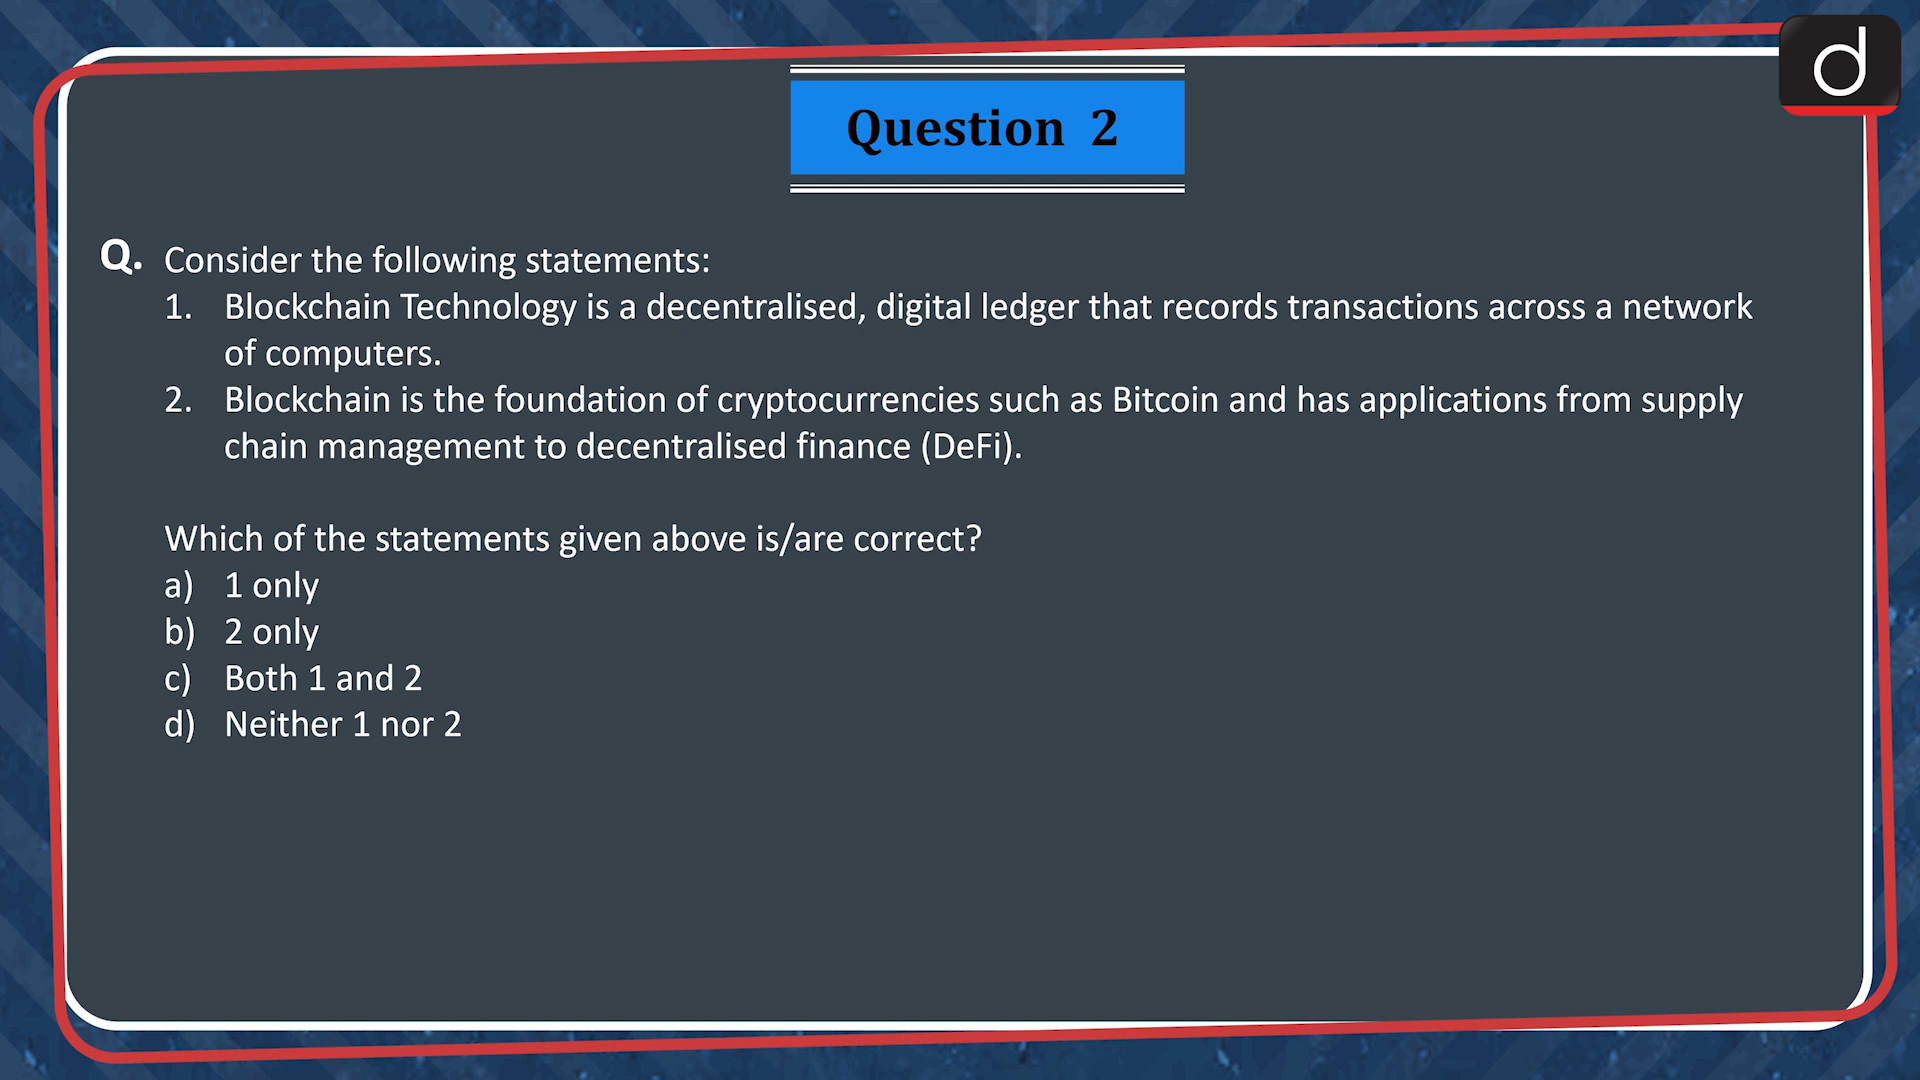 d
Question 2
Q. Consider the following statements:
1. Blockchain Technology is a decentralised, digital ledger that records transactions across a network
of computers.
2. Blockchain is the foundation of cryptocurrencies such as Bitcoin and has applications from supply
chain management to decentralised finance (DeFi).
Which of the statements given above is/are correct?
a) 1 only
b) 2 only
c) Both 1 and 2
d) Neither 1 nor 2